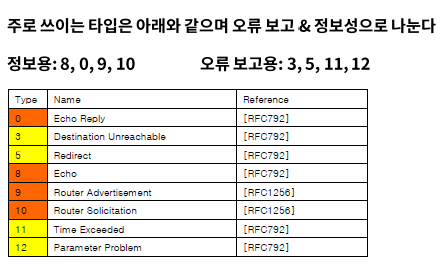 주로 쓰이는 타입은 아래와 같으며 오류 보고 & 정보성으로 나눈다
정보용: 8, 0, 9, 10 오류 보고용: 3, 5, 11, 12
Type Name Reference
0 Echo Reply [RFC792]
3 Destination Unreachable [RFC792]
5 Redirect [RFC792]
8 Echo [RFC792]
9 Router Advertisement [RFC1256]
10 Router Solicitation [RFC1256]
11 Time Exceeded [RFC792]
12 Parameter Problem [RFC792]